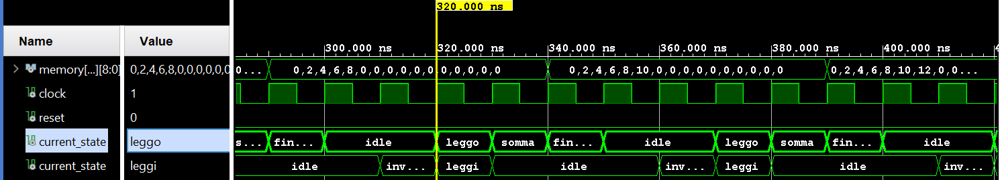 320.000 ns
Name Value
300.000 ns 320.000 ns 340.000 ns 360.000 ns 380.000 ns 400.000 ns 4
memory[...][8:0] 0,2,4,6,8,0,0,0,0,0,0 0... 0,2,4,6,8,0,0,0,0,0,0,0,0,0,0,0 0,2,4,6,8,10,0,0,0,0,0,0,0,0,0,0 0,2,4,6,8,10,12,0,0...
clock 1
reset 0
current_state leggo s... fin... idle leggo somma fin... idle leggo somma fin... idle
current_state leggi idle inv... leggi idle inv... leggi idle inv...